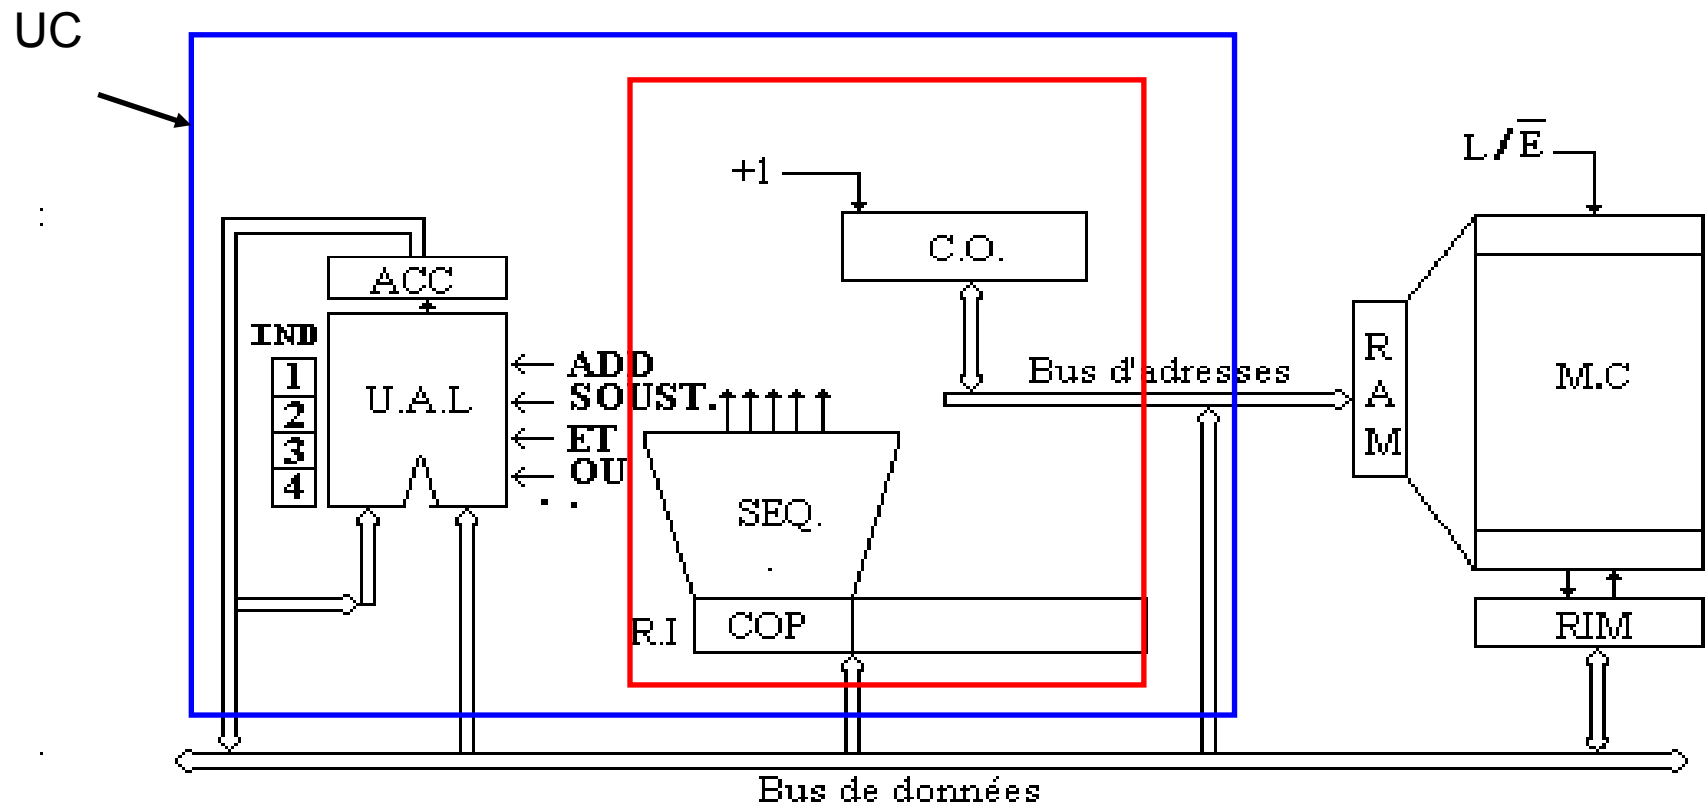 UC
L/E̅
+1
C.O.
ACC
IND
1
2
3
4
U.A.L
ADD
SOUST.
ET
OU
. .
Bus d'adresses
R
A
M
M.C
SEQ.
.
R.I
COP
RIM
Bus de données